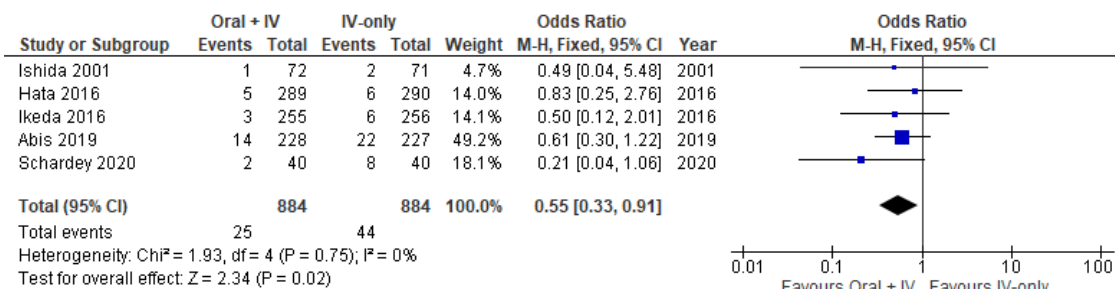 Oral + IV IV-only Odds Ratio Odds Ratio
Study or Subgroup Events Total Events Total Weight M-H, Fixed, 95% CI Year M-H, Fixed, 95% CI
Ishida 2001 1 72 2 71 4.7% 0.49 [0.04, 5.48] 2001
Hata 2016 5 289 6 290 14.0% 0.83 [0.25, 2.76] 2016
Ikeda 2016 3 255 6 256 14.1% 0.50 [0.12, 2.01] 2016
Abis 2019 14 228 22 227 49.2% 0.61 [0.30, 1.22] 2019
Schardey 2020 2 40 8 40 18.1% 0.21 [0.04, 1.06] 2020
Total (95% CI) 884 884 100.0% 0.55 [0.33, 0.91]
Total events 25 44
Heterogeneity: Chi² = 1.93, df = 4 (P = 0.75); I² = 0%
Test for overall effect: Z = 2.34 (P = 0.02)
0.01 0.1 1 10 100
Favours Oral + IV Favours IV-only